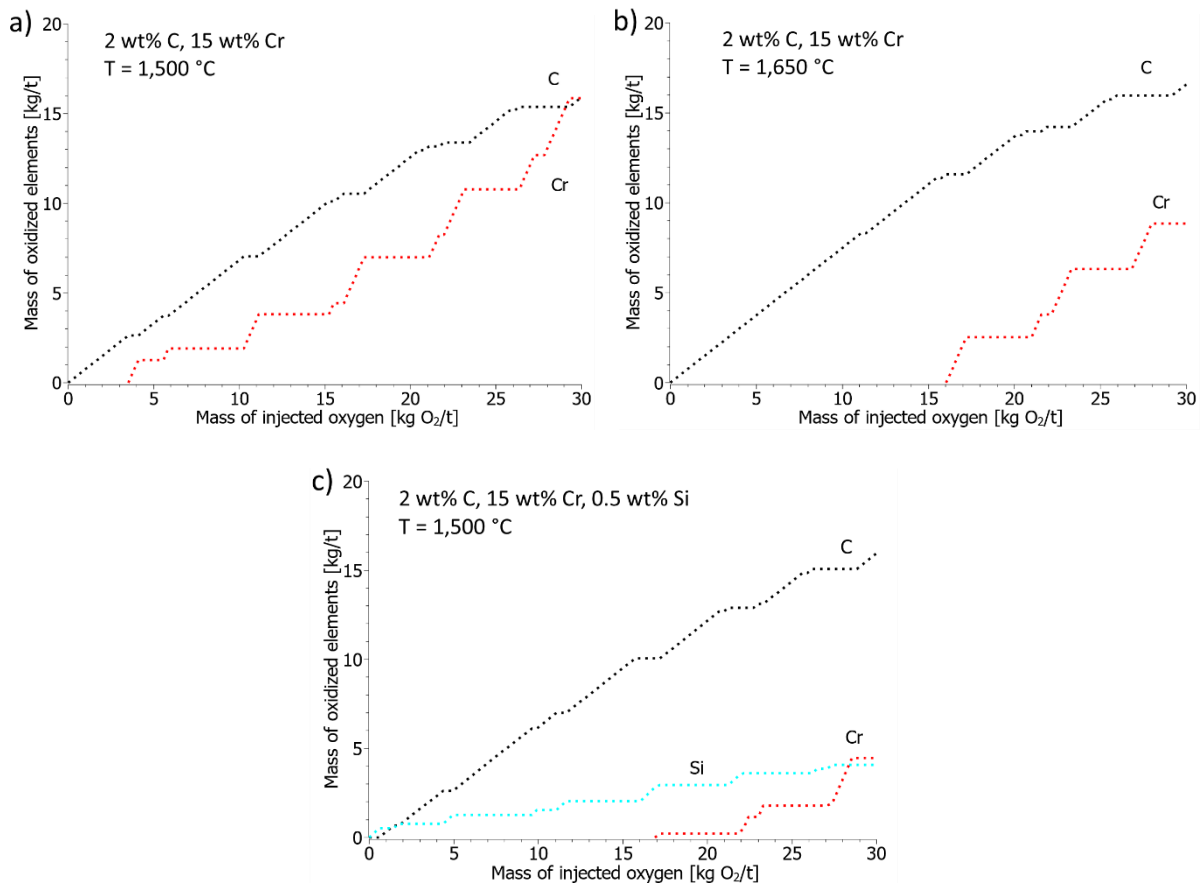 a)
2 wt% C, 15 wt% Cr
T = 1,500 °C
C
Cr
Mass of oxidized elements [kg/t]
20
15
10
5
0
0 5 10 15 20 25 30
Mass of injected oxygen [kg O₂/t]
b)
2 wt% C, 15 wt% Cr
T = 1,650 °C
C
Cr
Mass of oxidized elements [kg/t]
20
15
10
5
0
0 5 10 15 20 25 30
Mass of injected oxygen [kg O₂/t]
c)
2 wt% C, 15 wt% Cr, 0.5 wt% Si
T = 1,500 °C
C
Cr
Si
Mass of oxidized elements [kg/t]
20
15
10
5
0
0 5 10 15 20 25 30
Mass of injected oxygen [kg O₂/t]